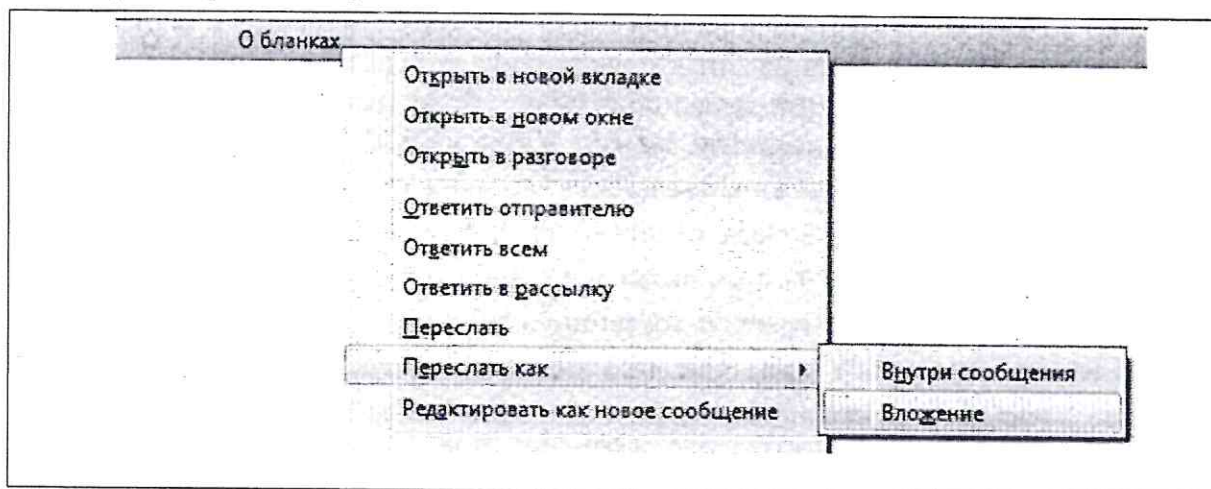 О бланках
Открыть в новой вкладке
Открыть в новом окне
Открыть в разговоре
Ответить отправителю
Ответить всем
Ответить в рассылку
Переслать
Переслать как
Внутри сообщения
Вложение
Редактировать как новое сообщение